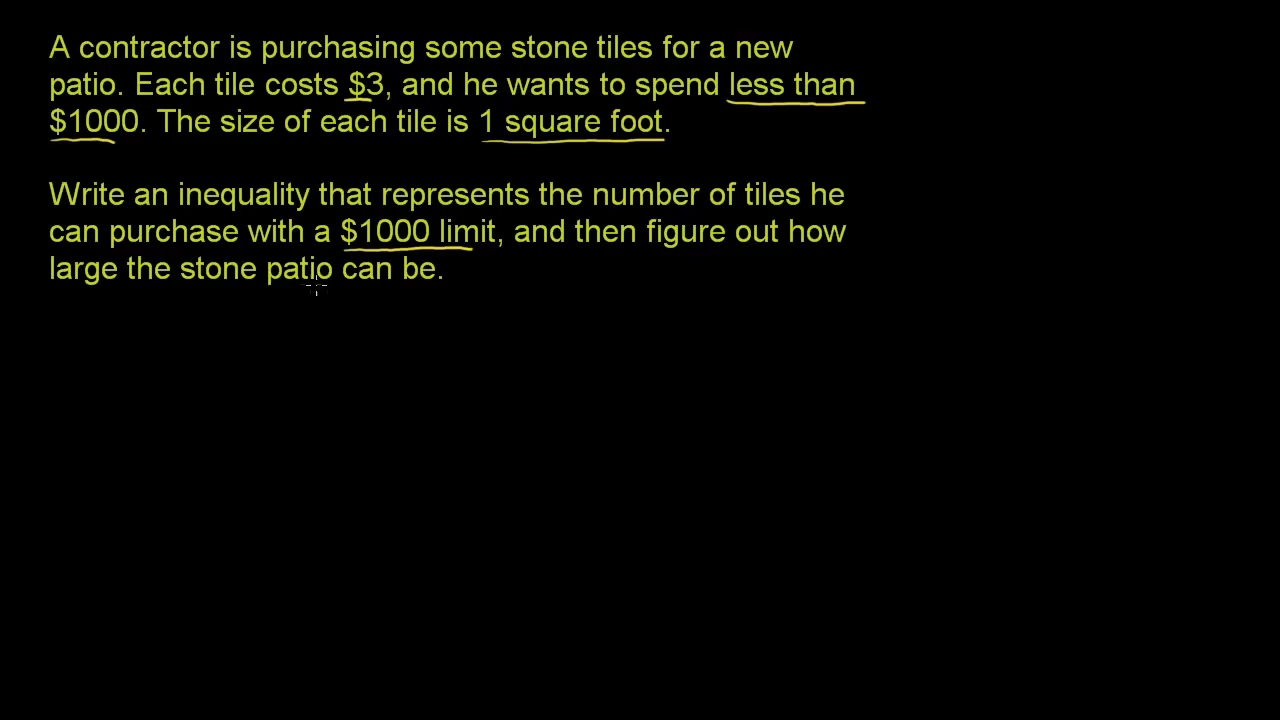 A contractor is purchasing some stone tiles for a new
patio. Each tile costs $3, and he wants to spend less than
$1000. The size of each tile is 1 square foot.
Write an inequality that represents the number of tiles he
can purchase with a $1000 limit, and then figure out how
large the stone patio can be.